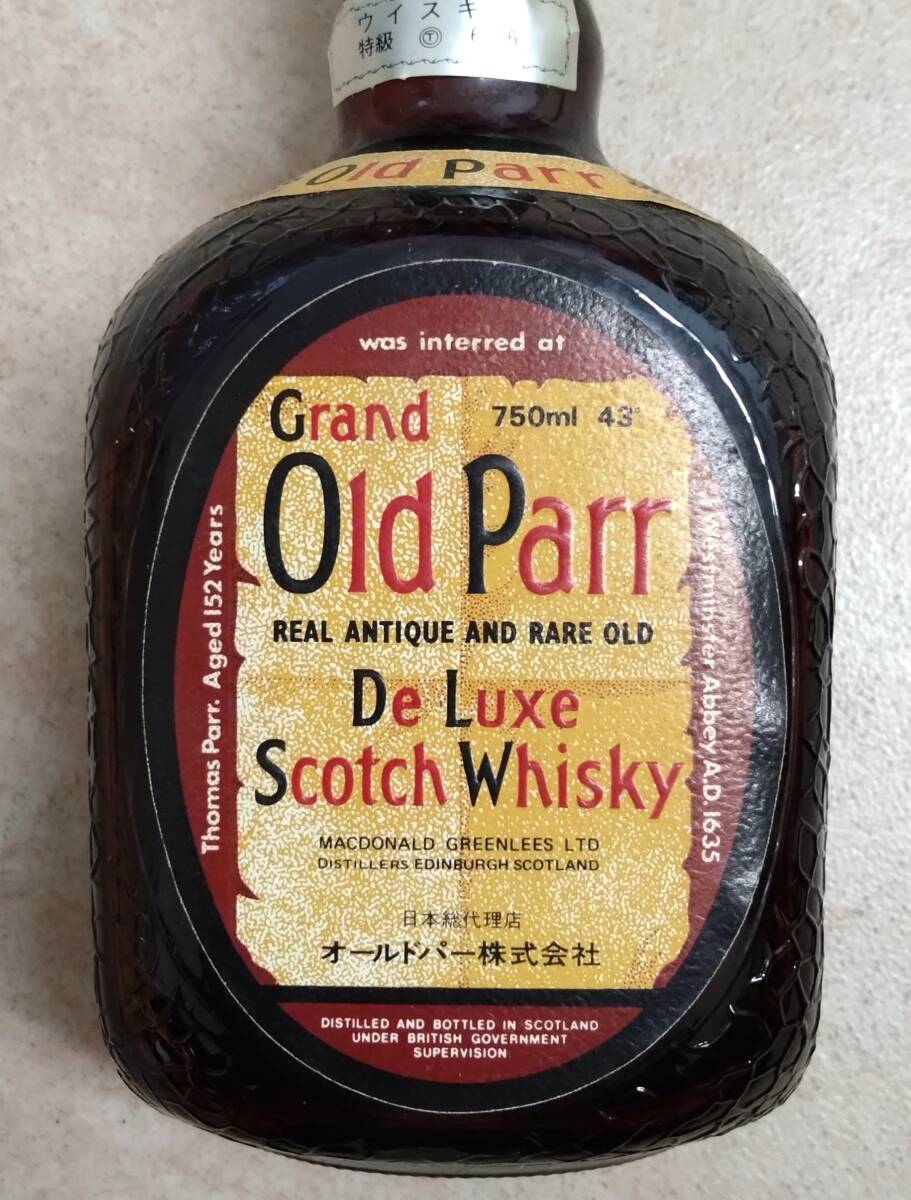 ウイスキ
特級 Ⓣ
Old Parr
was interred at
Grand
750ml 43°
Old Parr
REAL ANTIQUE AND RARE OLD
De Luxe
Scotch Whisky
Thomas Parr. Aged 152 Years
Westminster Abbey A.D. 1635
MACDONALD GREENLEES LTD
DISTILLERS EDINBURGH SCOTLAND
日本総代理店
オールドパー株式会社
DISTILLED AND BOTTLED IN SCOTLAND
UNDER BRITISH GOVERNMENT
SUPERVISION